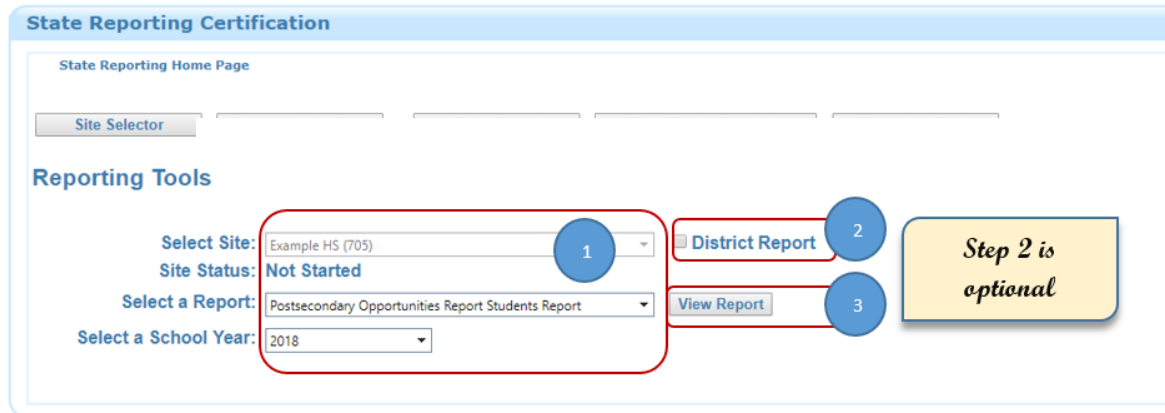 State Reporting Certification
State Reporting Home Page
Site Selector
Reporting Tools
Select Site: Example HS (705) 1 District Report 2
Site Status: Not Started
Select a Report: Postsecondary Opportunities Report Students Report View Report 3
Select a School Year: 2018
Step 2 is
optional